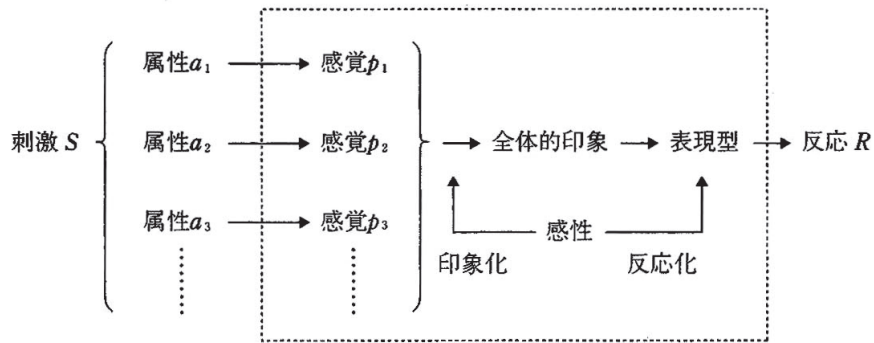 属性a₁ 感覚p₁
刺激 S 属性a₂ 感覚p₂ 全体的印象 表現型 反応 R
属性a₃ 感覚p₃
感性
印象化 反応化